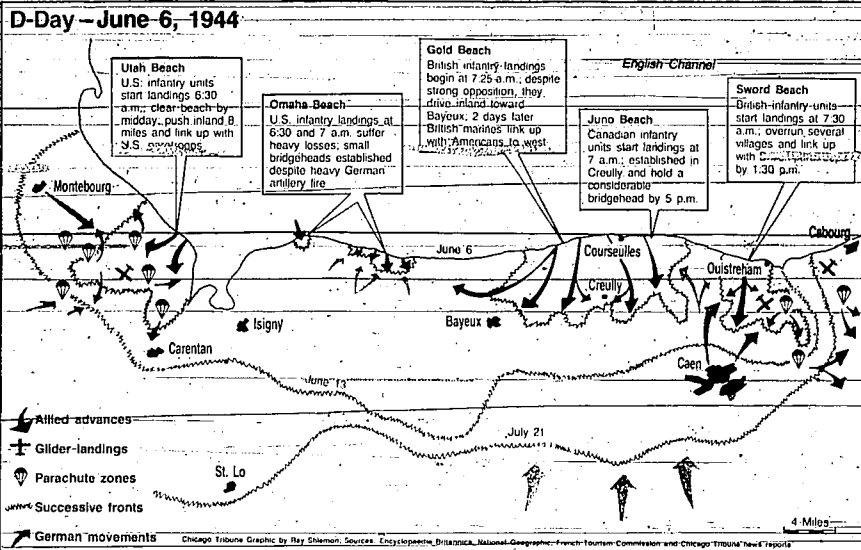 D-Day – June 6, 1944
Utah Beach
U.S. infantry units
start landings 6:30
a.m.; clear beach by
midday, push inland 8
miles and link up with
U.S.
Omaha Beach
U.S. infantry landings at
6:30 and 7 a.m. suffer
heavy losses; small
bridgeheads established
despite heavy German
artillery fire
Gold Beach
British infantry landings
begin at 7:25 a.m.; despite
strong opposition, they
drive inland toward
Bayeux; 2 days later
British marines link up
with Americans to west
English Channel
Juno Beach
Canadian infantry
units start landings at
7 a.m.; established in
Creully and hold a
considerable
bridgehead by 5 p.m.
Sword Beach
British infantry units
start landings at 7:30
a.m.; overrun several
villages and link up
with
by 1:30 p.m.
Montebourg
June 6
Courseulles
Cabourg
Ouistreham
Creully
Isigny
Bayeux
Carentan
Caen
June 13
July 21
St. Lo
Allied advances
Glider landings
Parachute zones
Successive fronts
German movements
4 Miles
Chicago Tribune Graphic by Ray Shlemon; Sources: Encyclopaedia Britannica, National Geographic, French Tourism Commission and Chicago Tribune news reports